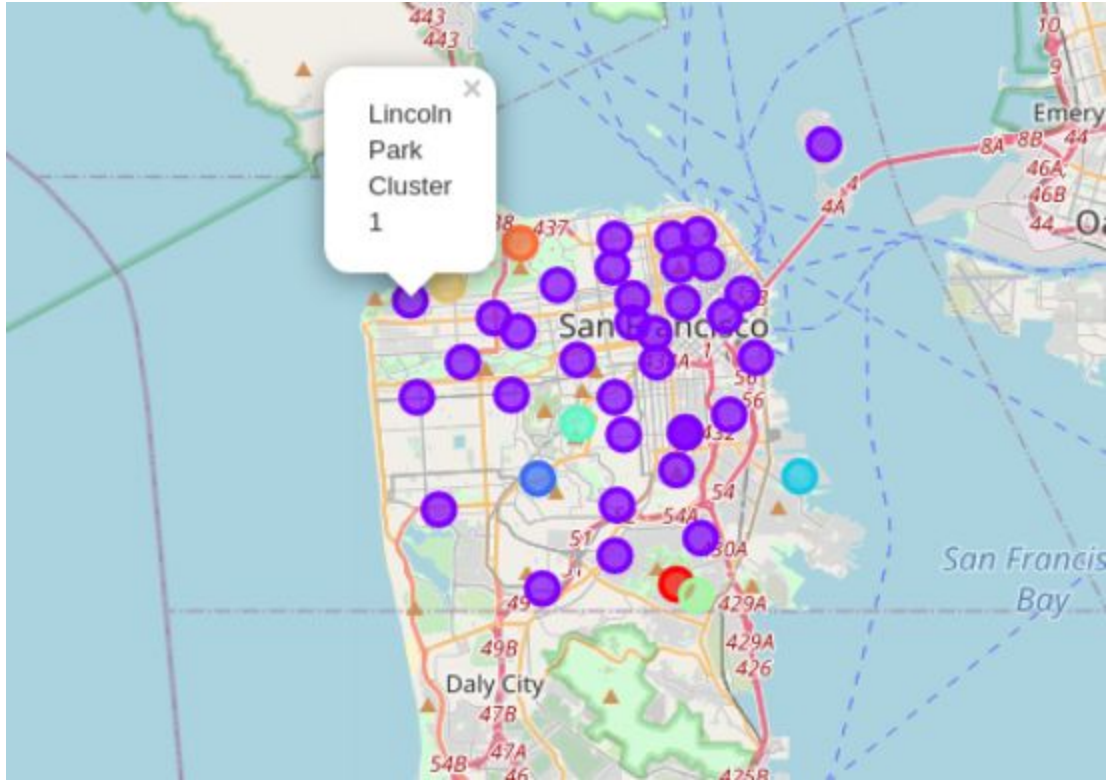 443
443
10
9
×
Lincoln
Park
Cluster
1
Emery
8A
8B
44
46A
46B
44
4
4A
Oa
437
San Francisco
1
56
56
432
54
54A
51
430A
San Francis
Bay
49
429A
49B
429A
426
Daly City
47B
47A
54B
46
425B